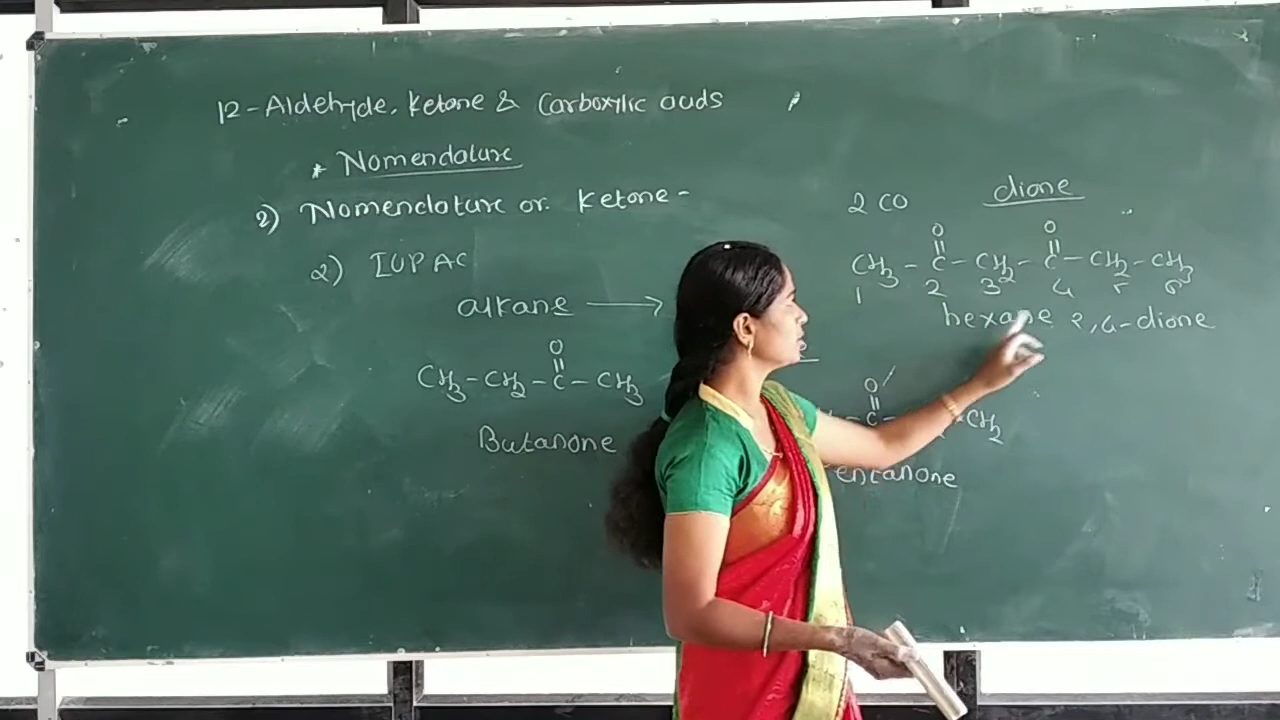 12-Aldehyde, Ketone & Carboxylic acids
* Nomenclature
2) Nomenclature of Ketone -
2) IUPAC
alkane ⟶
O
||
CH3-CH2-C-CH3
Butanone
2 CO dione
O O
|| ||
CH3-C-CH2-C-CH2-CH3
1 2 3 4 5 6
hexane 2,4-dione
O
||
C
-CH2
entanone